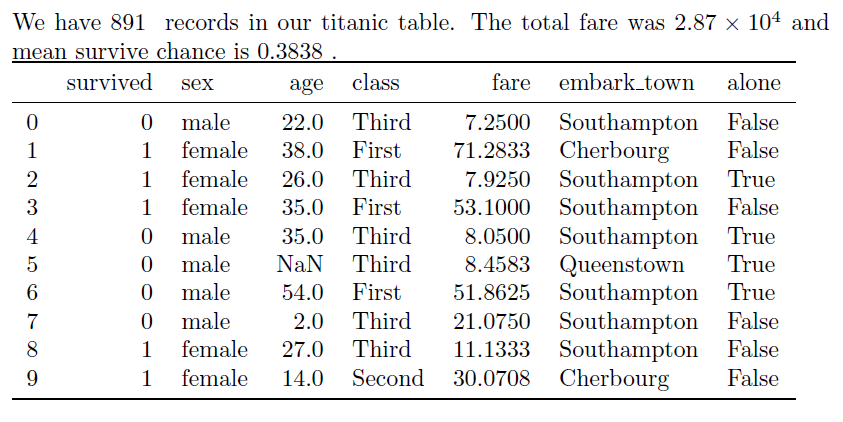 We have 891 records in our titanic table. The total fare was 2.87 × 10⁴ and
mean survive chance is 0.3838 .
survived sex age class fare embark_town alone
0 0 male 22.0 Third 7.2500 Southampton False
1 1 female 38.0 First 71.2833 Cherbourg False
2 1 female 26.0 Third 7.9250 Southampton True
3 1 female 35.0 First 53.1000 Southampton False
4 0 male 35.0 Third 8.0500 Southampton True
5 0 male NaN Third 8.4583 Queenstown True
6 0 male 54.0 First 51.8625 Southampton True
7 0 male 2.0 Third 21.0750 Southampton False
8 1 female 27.0 Third 11.1333 Southampton False
9 1 female 14.0 Second 30.0708 Cherbourg False